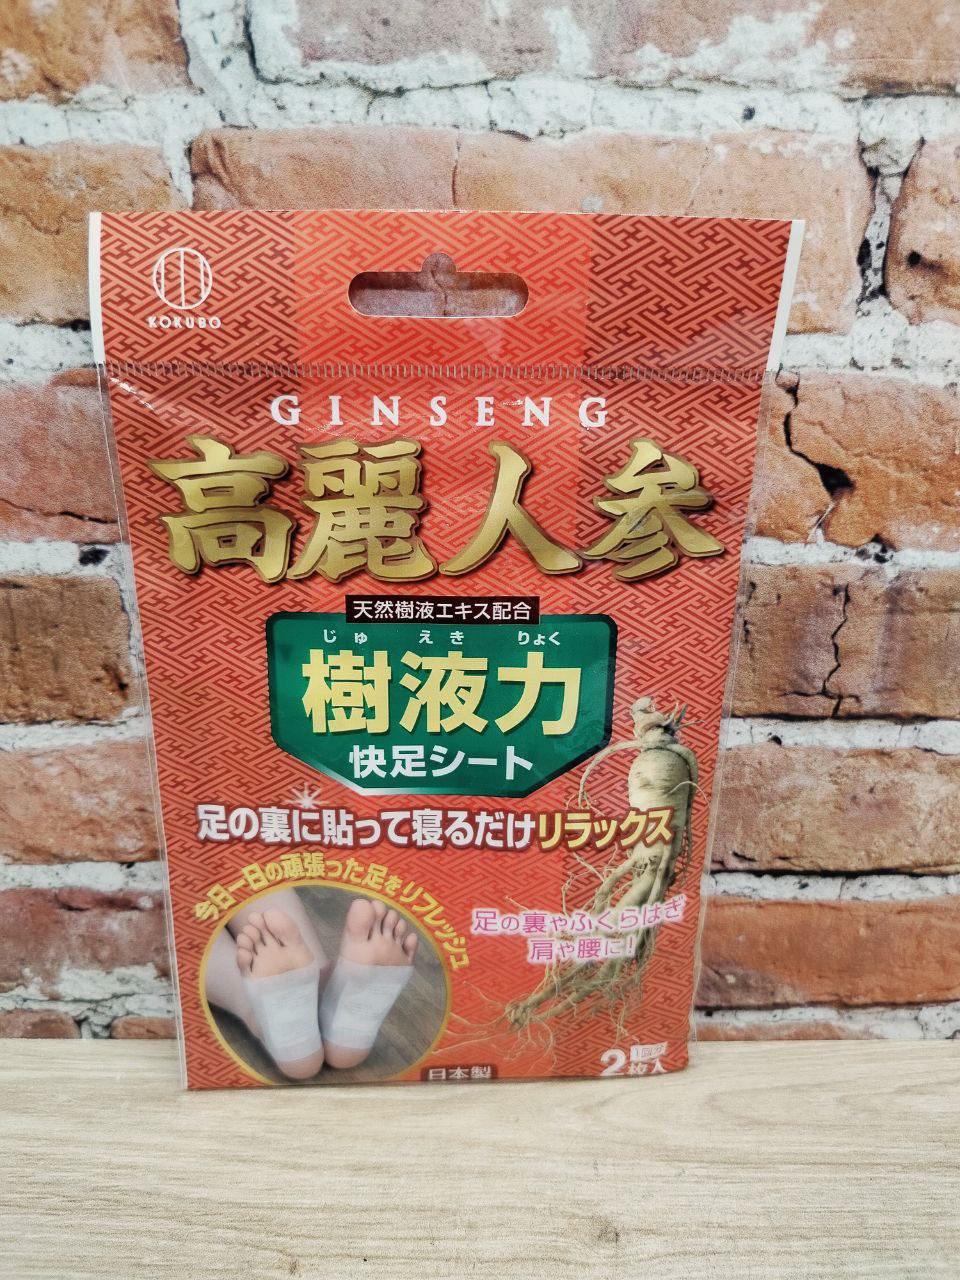 KOKUBO
GINSENG
高麗人参
天然樹液エキス配合
じゅ えき りょく
樹液力
快足シート
足の裏に貼って寝るだけリラックス
今日一日の頑張った足をリフレッシュ
足の裏やふくらはぎ
肩や腰に!
日本製
1回分
2枚入